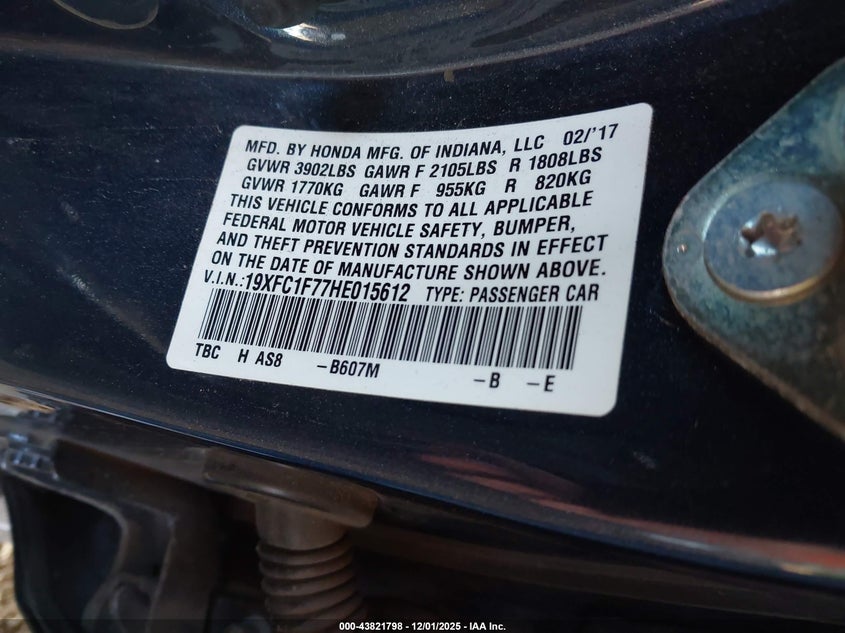 MFD. BY HONDA MFG. OF INDIANA, LLC 02/'17
GVWR 3902LBS GAWR F 2105LBS R 1808LBS
GVWR 1770KG GAWR F 955KG R 820KG
THIS VEHICLE CONFORMS TO ALL APPLICABLE
FEDERAL MOTOR VEHICLE SAFETY, BUMPER,
AND THEFT PREVENTION STANDARDS IN EFFECT
ON THE DATE OF MANUFACTURE SHOWN ABOVE.
V.I.N.:19XFC1F77HE015612 TYPE: PASSENGER CAR
TBC H AS8 -B607M -B -E
000-43821798 - 12/01/2025 - IAA Inc.